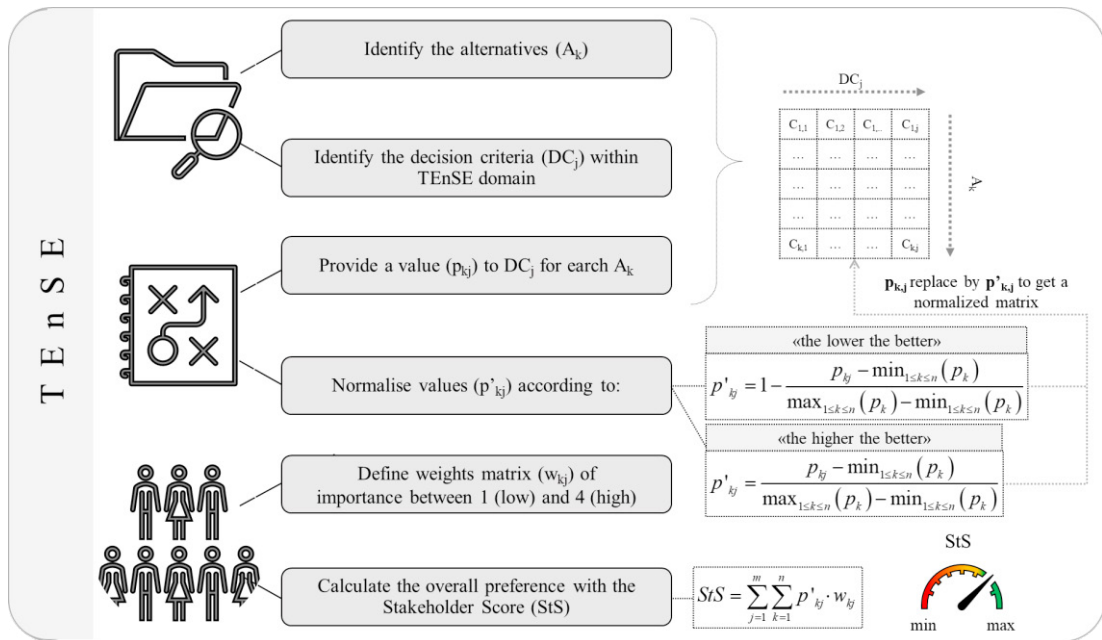 TEnSE
Identify the alternatives (Aₖ)
Identify the decision criteria (DCⱼ) within
TEnSE domain
Provide a value (pₖⱼ) to DCⱼ for earch Aₖ
Normalise values (p’ₖⱼ) according to:
Define weights matrix (wₖⱼ) of
importance between 1 (low) and 4 (high)
Calculate the overall preference with the
Stakeholder Score (StS)
DCⱼ
C₁,₁ C₁,₂ C₁,... C₁,ⱼ
... ... ... ...
... ... ... ...
... ... ... ...
Cₖ,₁ ... ... Cₖ,ⱼ
Aₖ
pₖ,ⱼ replace by p’ₖ,ⱼ to get a
normalized matrix
«the lower the better»
p'ₖⱼ = 1 − (pₖⱼ − min₁≤ₖ≤ₙ(pₖ)) / (max₁≤ₖ≤ₙ(pₖ) − min₁≤ₖ≤ₙ(pₖ))
«the higher the better»
p'ₖⱼ = (pₖⱼ − min₁≤ₖ≤ₙ(pₖ)) / (max₁≤ₖ≤ₙ(pₖ) − min₁≤ₖ≤ₙ(pₖ))
StS = ∑ⱼ₌₁ᵐ ∑ₖ₌₁ⁿ p'ₖⱼ · wₖⱼ
StS
min max